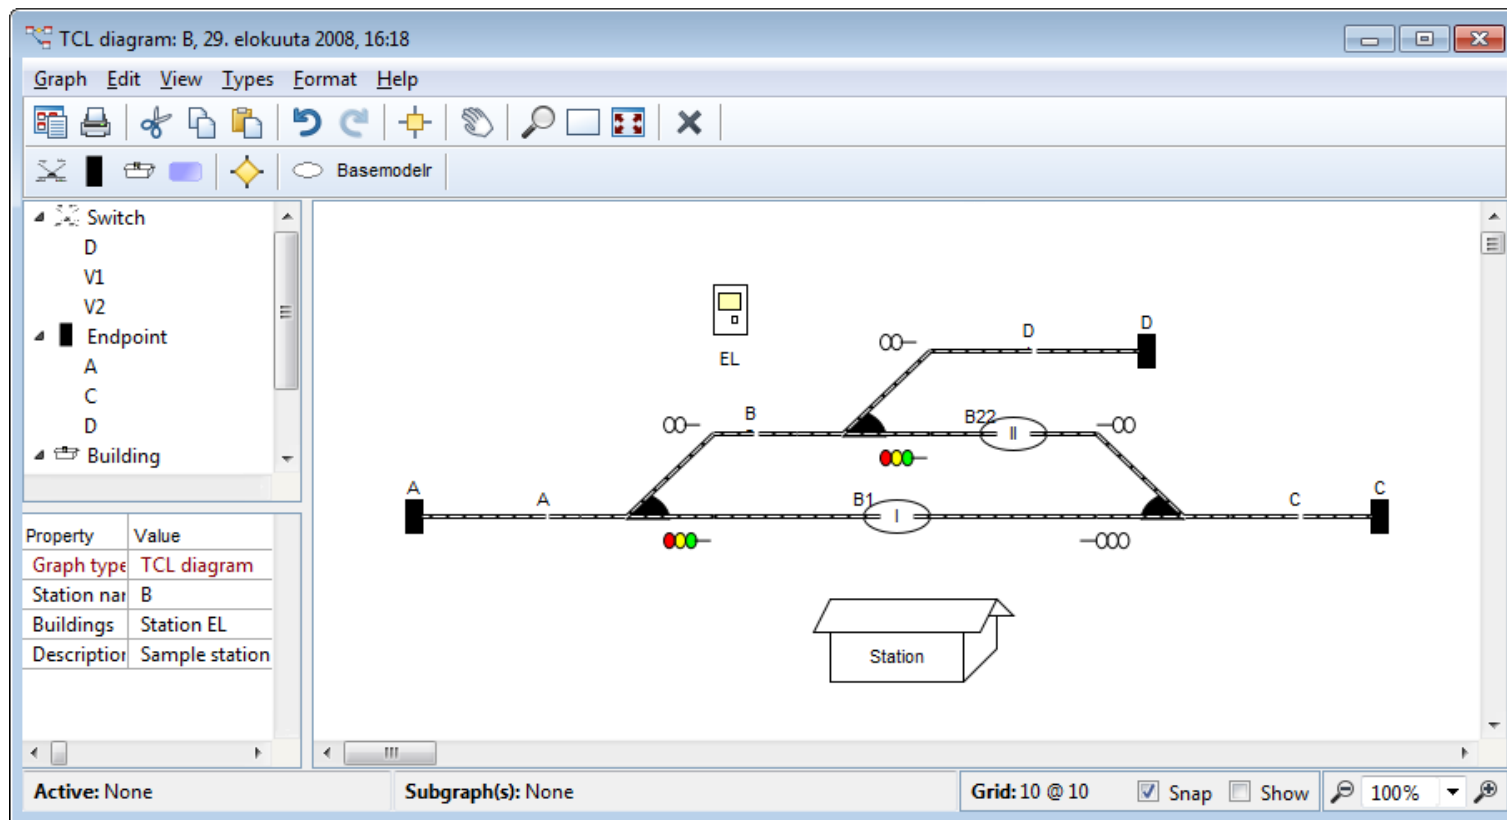 TCL diagram: B, 29. elokuuta 2008, 16:18
Graph Edit View Types Format Help
Basemodelr
Switch
D
V1
V2
Endpoint
A
C
D
Building
Property Value
Graph type TCL diagram
Station nar B
Buildings Station EL
Description Sample station
EL
D
D
B
B22
II
A
A
B1
I
C
C
Station
Active: None
Subgraph(s): None
Grid: 10 @ 10
Snap
Show
100%